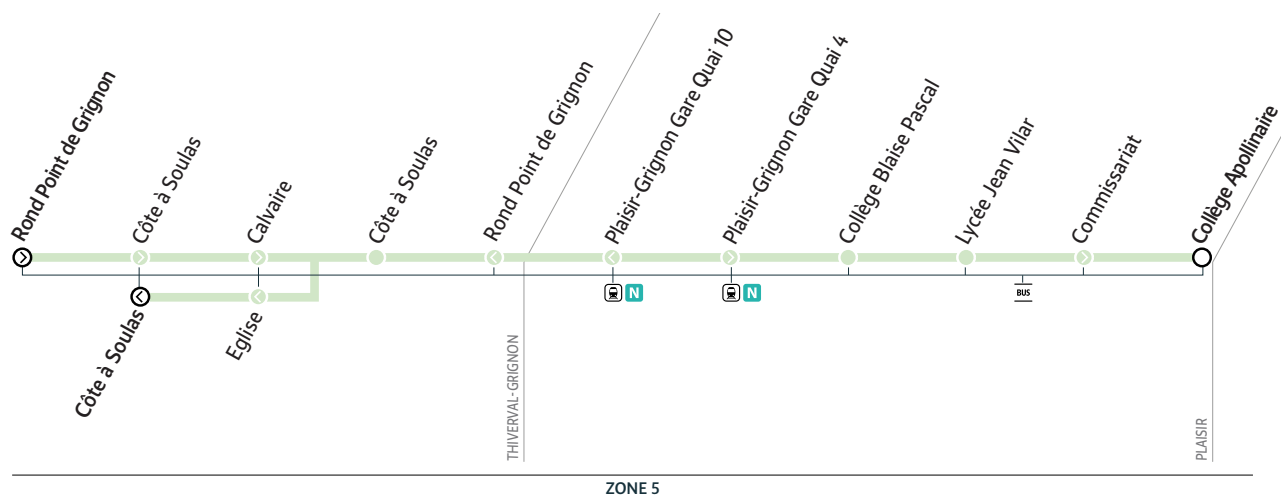 Rond Point de Grignon
Côte à Soulas
Calvaire
Côte à Soulas
Rond Point de Grignon
Plaisir-Grignon Gare Quai 10
Plaisir-Grignon Gare Quai 4
Collège Blaise Pascal
Lycée Jean Vilar
Commissariat
Collège Apollinaire
N
N
BUS
Côte à Soulas
Eglise
THIVERVAL-GRIGNON
PLAISIR
ZONE 5